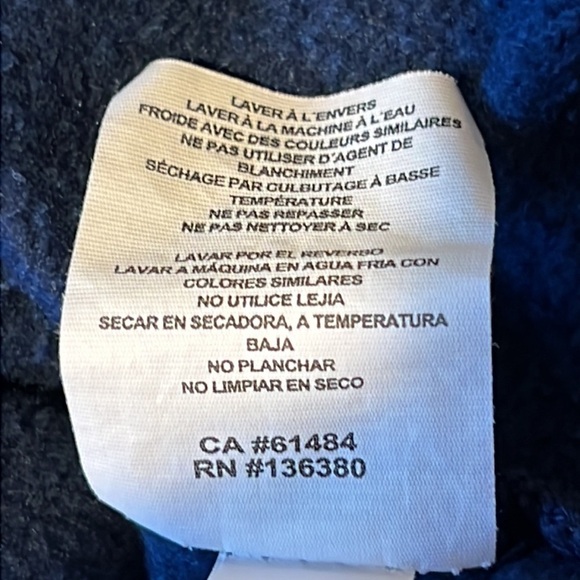 LAVER À L'ENVERS
LAVER À LA MACHINE À L'EAU
FROIDE AVEC DES COULEURS SIMILAIRES
NE PAS UTILISER D'AGENT DE
BLANCHIMENT
SÉCHAGE PAR CULBUTAGE À BASSE
TEMPÉRATURE
NE PAS REPASSER
NE PAS NETTOYER À SEC
LAVAR POR EL REVERSO
LAVAR A MÁQUINA EN AGUA FRIA CON
COLORES SIMILARES
NO UTILICE LEJIA
SECAR EN SECADORA, A TEMPERATURA
BAJA
NO PLANCHAR
NO LIMPIAR EN SECO
CA #61484
RN #136380